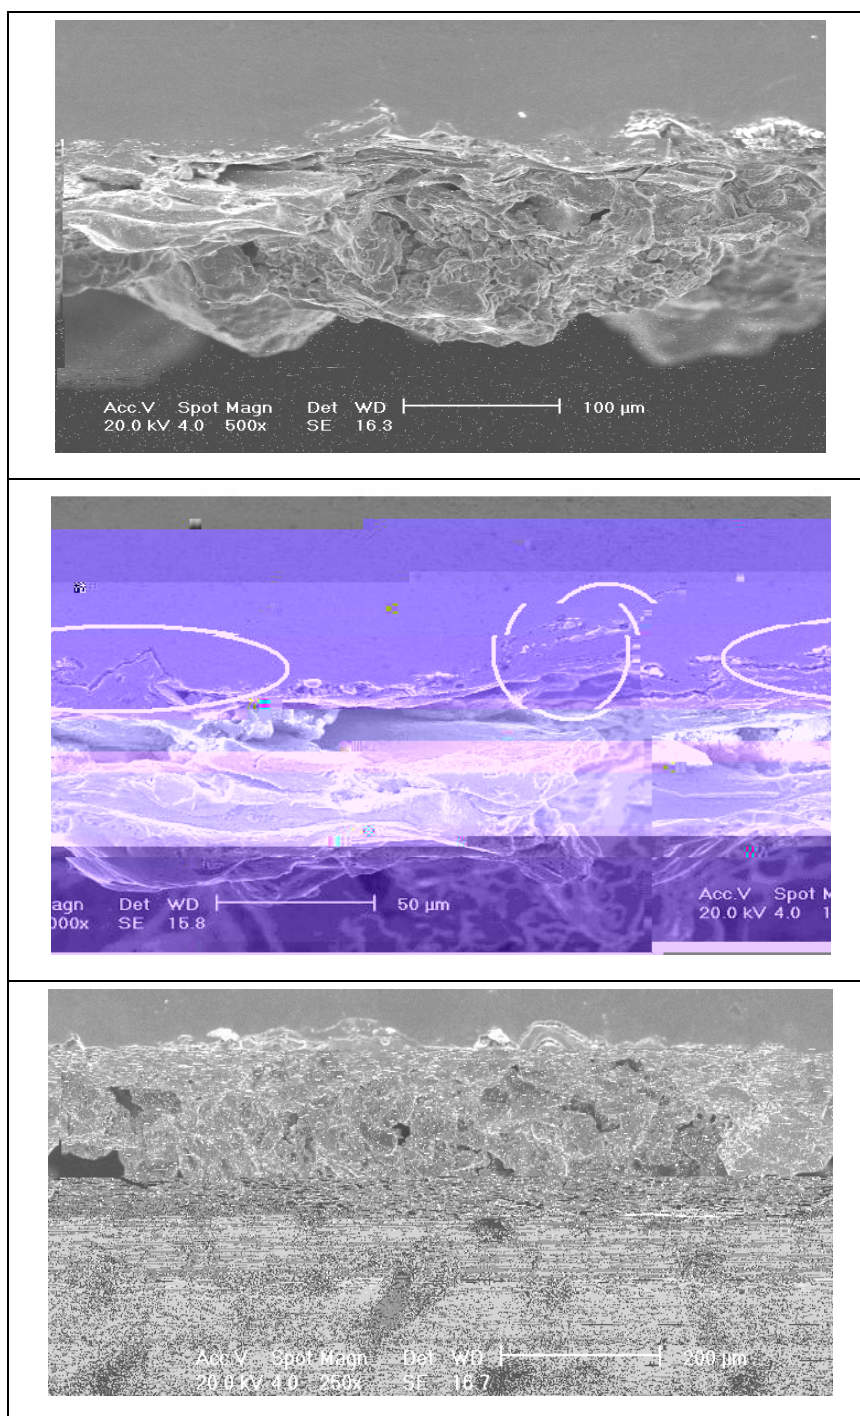 Acc.V Spot Magn Det WD 100 µm
20.0 kV 4.0 500x SE 16.3
agn Det WD 50 µm Acc.V Spot M
000x SE 15.8 20.0 kV 4.0 1
Acc.V Spot Magn Det WD 200 µm
20.0 kV 4.0 250x SE 16.7